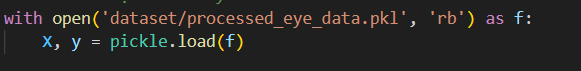 with open('dataset/processed_eye_data.pkl', 'rb') as f:
    X, y = pickle.load(f)